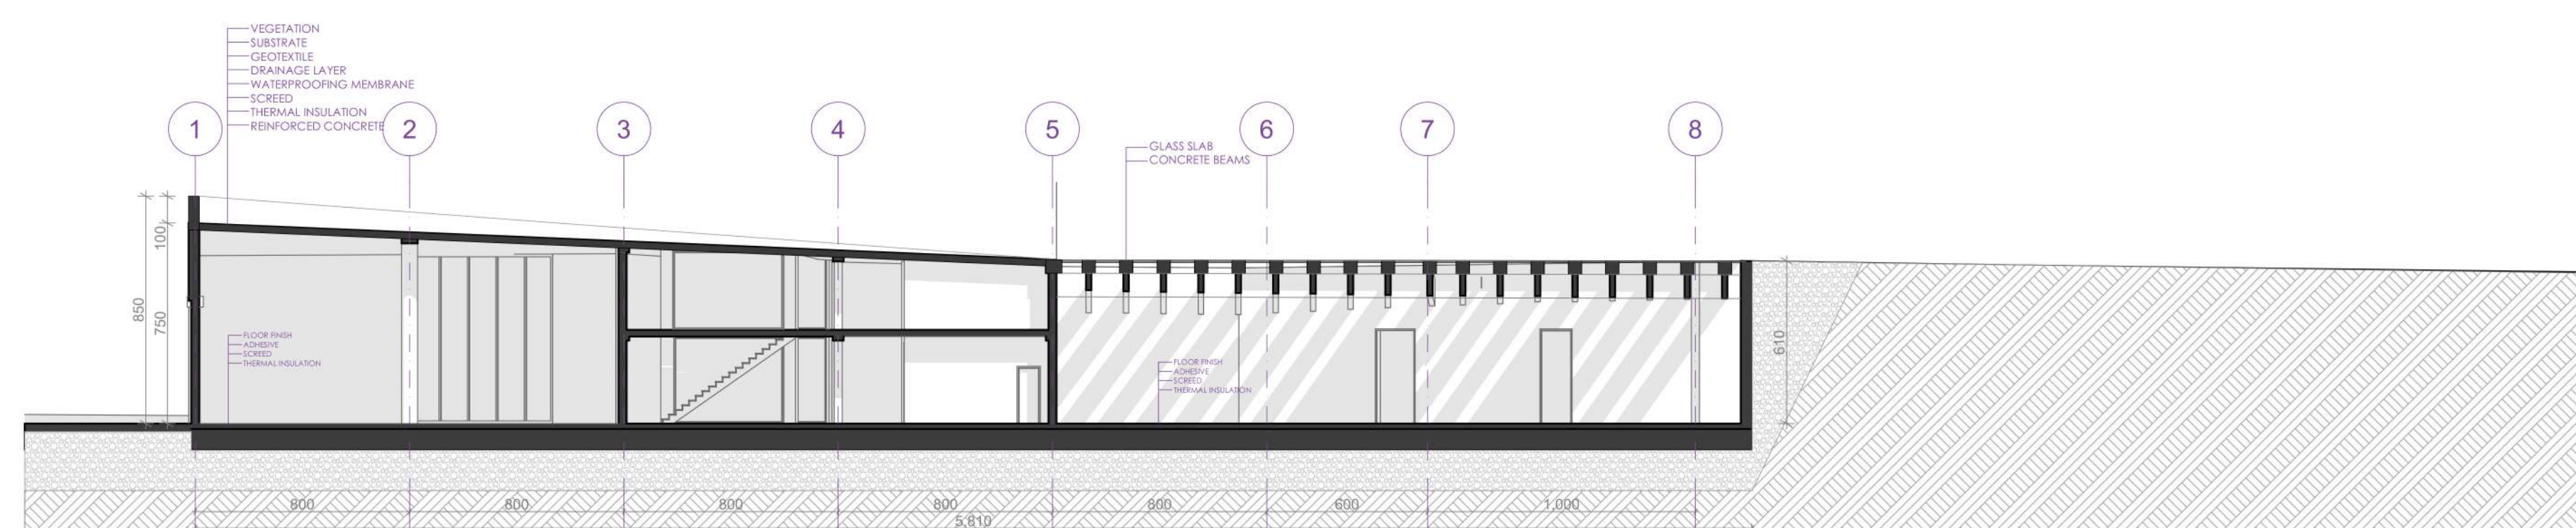 VEGETATION
SUBSTRATE
GEOTEXTILE
DRAINAGE LAYER
WATERPROOFING MEMBRANE
SCREED
THERMAL INSULATION
REINFORCED CONCRETE
1
2
3
4
5
6
7
8
GLASS SLAB
CONCRETE BEAMS
100
850
750
610
FLOOR FINISH
ADHESIVE
SCREED
THERMAL INSULATION
FLOOR FINISH
ADHESIVE
SCREED
THERMAL INSULATION
800
800
800
800
800
600
1,000
5,810